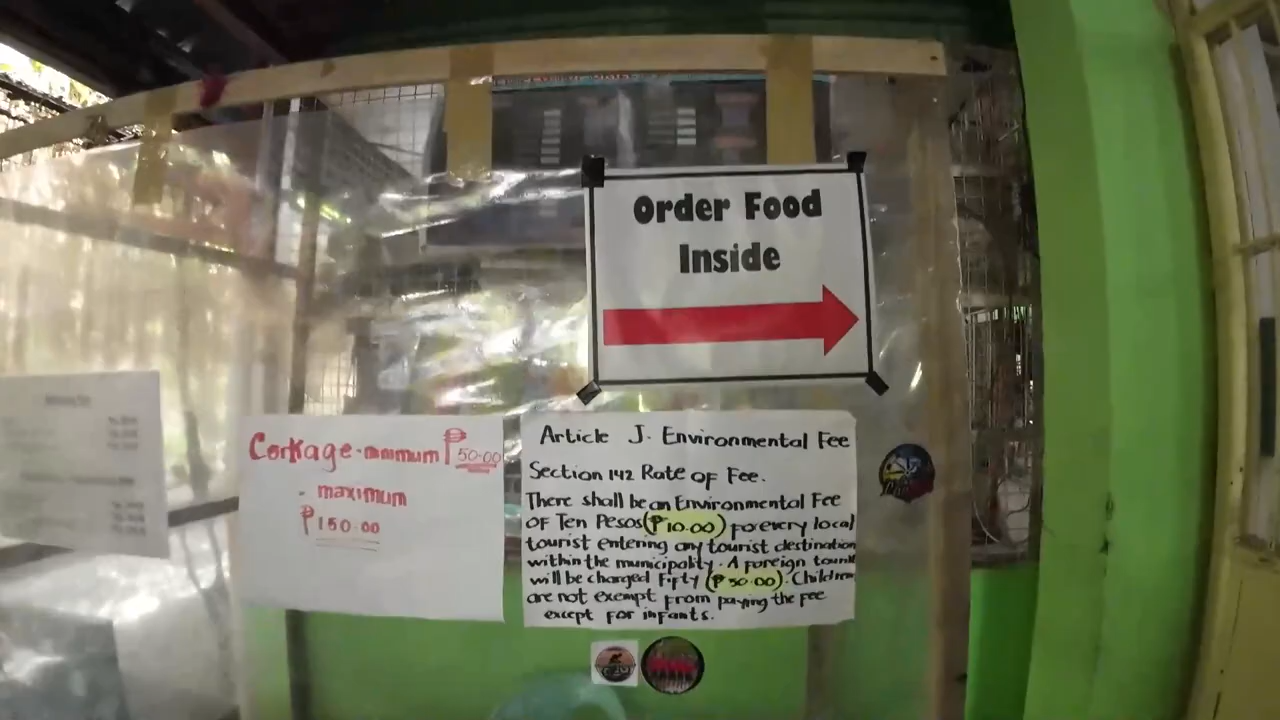 Order Food
Inside
Corkage - minimum ₱50.00
- maximum
₱150.00
Article J. Environmental Fee
Section 142 Rate of Fee.
There shall be an Environmental Fee
of Ten Pesos (₱10.00) for every local
tourist entering any tourist destination
within the municipality. A foreign tourist
will be charged Fifty (₱50.00). Children
are not exempt from paying the fee
except for infants.